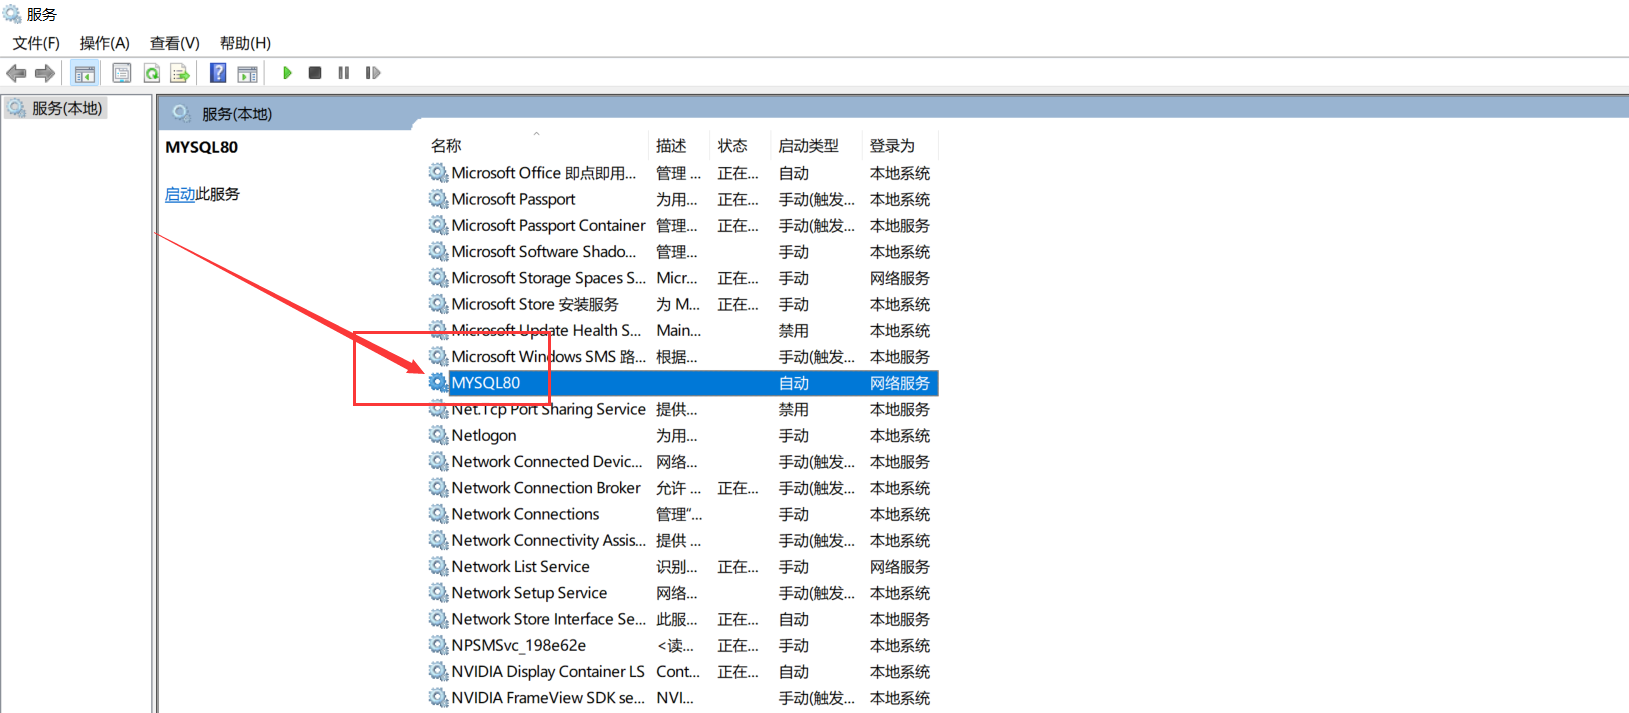 服务
文件(F) 操作(A) 查看(V) 帮助(H)
服务(本地)
服务(本地)
MYSQL80
启动此服务
名称 描述 状态 启动类型 登录为
Microsoft Office 即点即用... 管理 ... 正在... 自动 本地系统
Microsoft Passport 为用... 正在... 手动(触发... 本地系统
Microsoft Passport Container 管理... 正在... 手动(触发... 本地服务
Microsoft Software Shado... 管理... 手动 本地系统
Microsoft Storage Spaces S... Micr... 正在... 手动 网络服务
Microsoft Store 安装服务 为 M... 正在... 手动 本地系统
Microsoft Update Health S... Main... 禁用 本地系统
Microsoft Windows SMS 路... 根据... 手动(触发... 本地服务
MYSQL80 自动 网络服务
Net.Tcp Port Sharing Service 提供... 禁用 本地服务
Netlogon 为用... 手动 本地系统
Network Connected Devic... 网络... 手动(触发... 本地服务
Network Connection Broker 允许 ... 正在... 手动(触发... 本地系统
Network Connections 管理“... 手动 本地系统
Network Connectivity Assis... 提供 ... 手动(触发... 本地系统
Network List Service 识别... 正在... 手动 网络服务
Network Setup Service 网络... 手动(触发... 本地系统
Network Store Interface Se... 此服... 正在... 自动 本地服务
NPSMSvc_198e62e <读... 正在... 手动 本地系统
NVIDIA Display Container LS Cont... 正在... 自动 本地系统
NVIDIA FrameView SDK se... NVI... 手动(触发... 本地系统